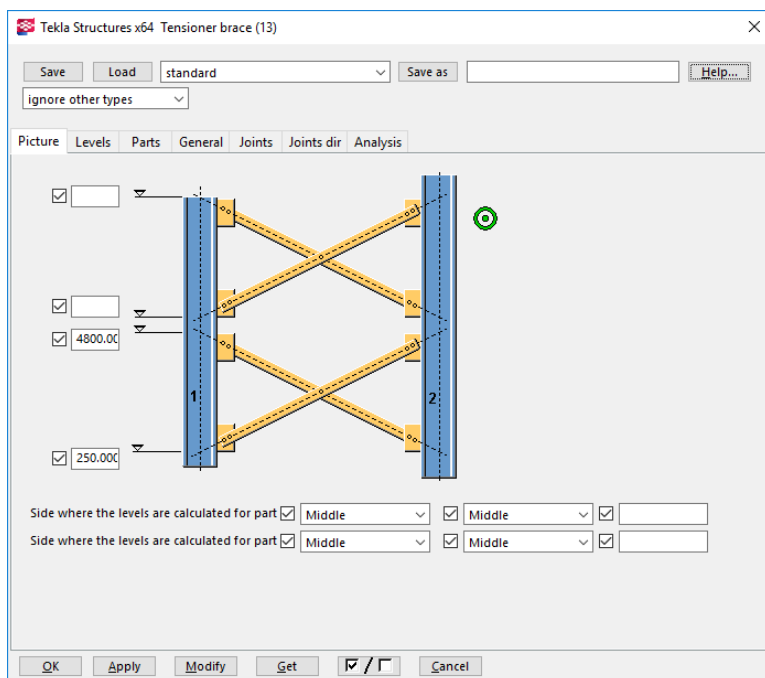 Tekla Structures x64 Tensioner brace (13)
Save Load standard Save as Help...
ignore other types
Picture Levels Parts General Joints Joints dir Analysis
4800.00
250.000
1 2
Side where the levels are calculated for part Middle Middle
Side where the levels are calculated for part Middle Middle
OK Apply Modify Get / Cancel